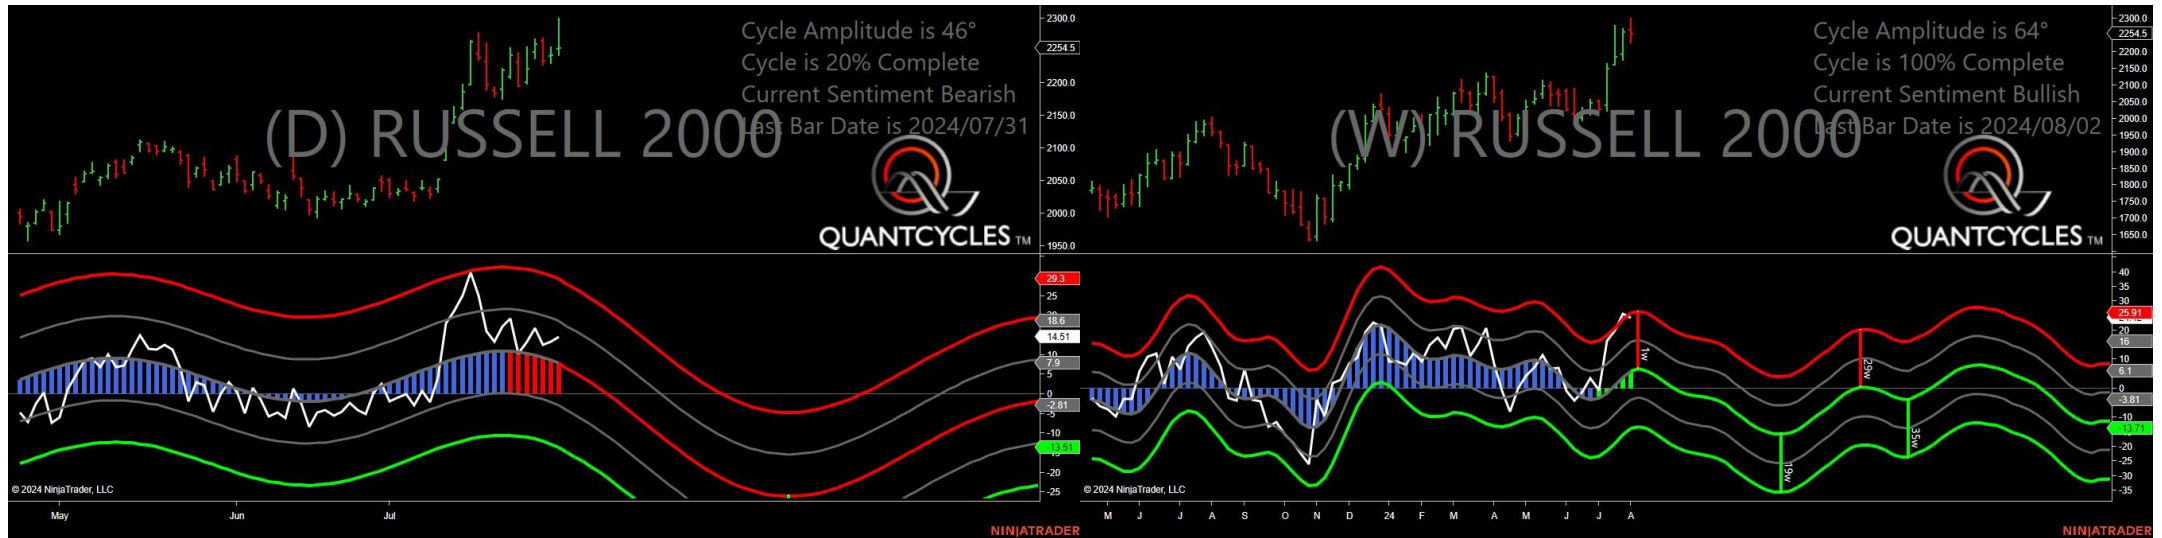 Cycle Amplitude is 46°
Cycle is 20% Complete
Current Sentiment Bearish
Last Bar Date is 2024/07/31
(D) RUSSELL 2000
QUANTCYCLES TM
2300.0
2254.5
2200.0
2150.0
2100.0
2050.0
2000.0
1950.0
29.3
25
18.6
14.51
10
7.9
5
0
-2.81
-5
-10
-13.51
-20
-25
© 2024 NinjaTrader, LLC
May
Jun
Jul
NINJATRADER
Cycle Amplitude is 64°
Cycle is 100% Complete
Current Sentiment Bullish
Last Bar Date is 2024/08/02
(W) RUSSELL 2000
QUANTCYCLES TM
2300.0
2254.5
2200.0
2150.0
2100.0
2050.0
2000.0
1950.0
1900.0
1850.0
1800.0
1750.0
1700.0
1650.0
40
35
30
25.91
20
16
10
6.1
0
-3.81
-10
-13.71
-20
-25
-30
-35
1w
29w
35w
19w
© 2024 NinjaTrader, LLC
M J J A S O N D 24 F M A M J J A
NINJATRADER